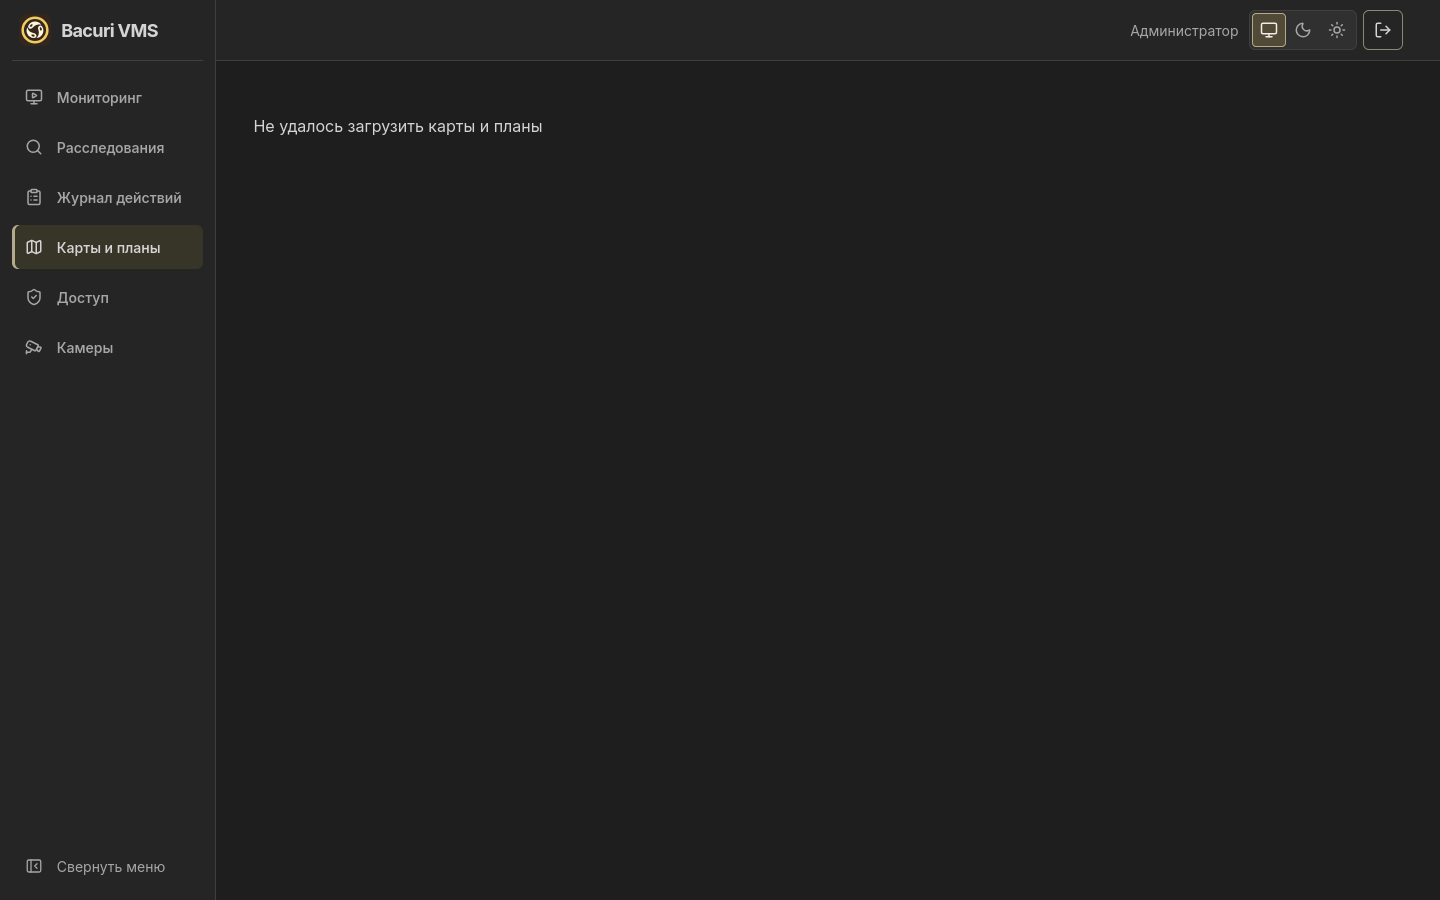 Bacuri VMS
Администратор
Мониторинг
Расследования
Журнал действий
Карты и планы
Доступ
Камеры
Свернуть меню
Не удалось загрузить карты и планы